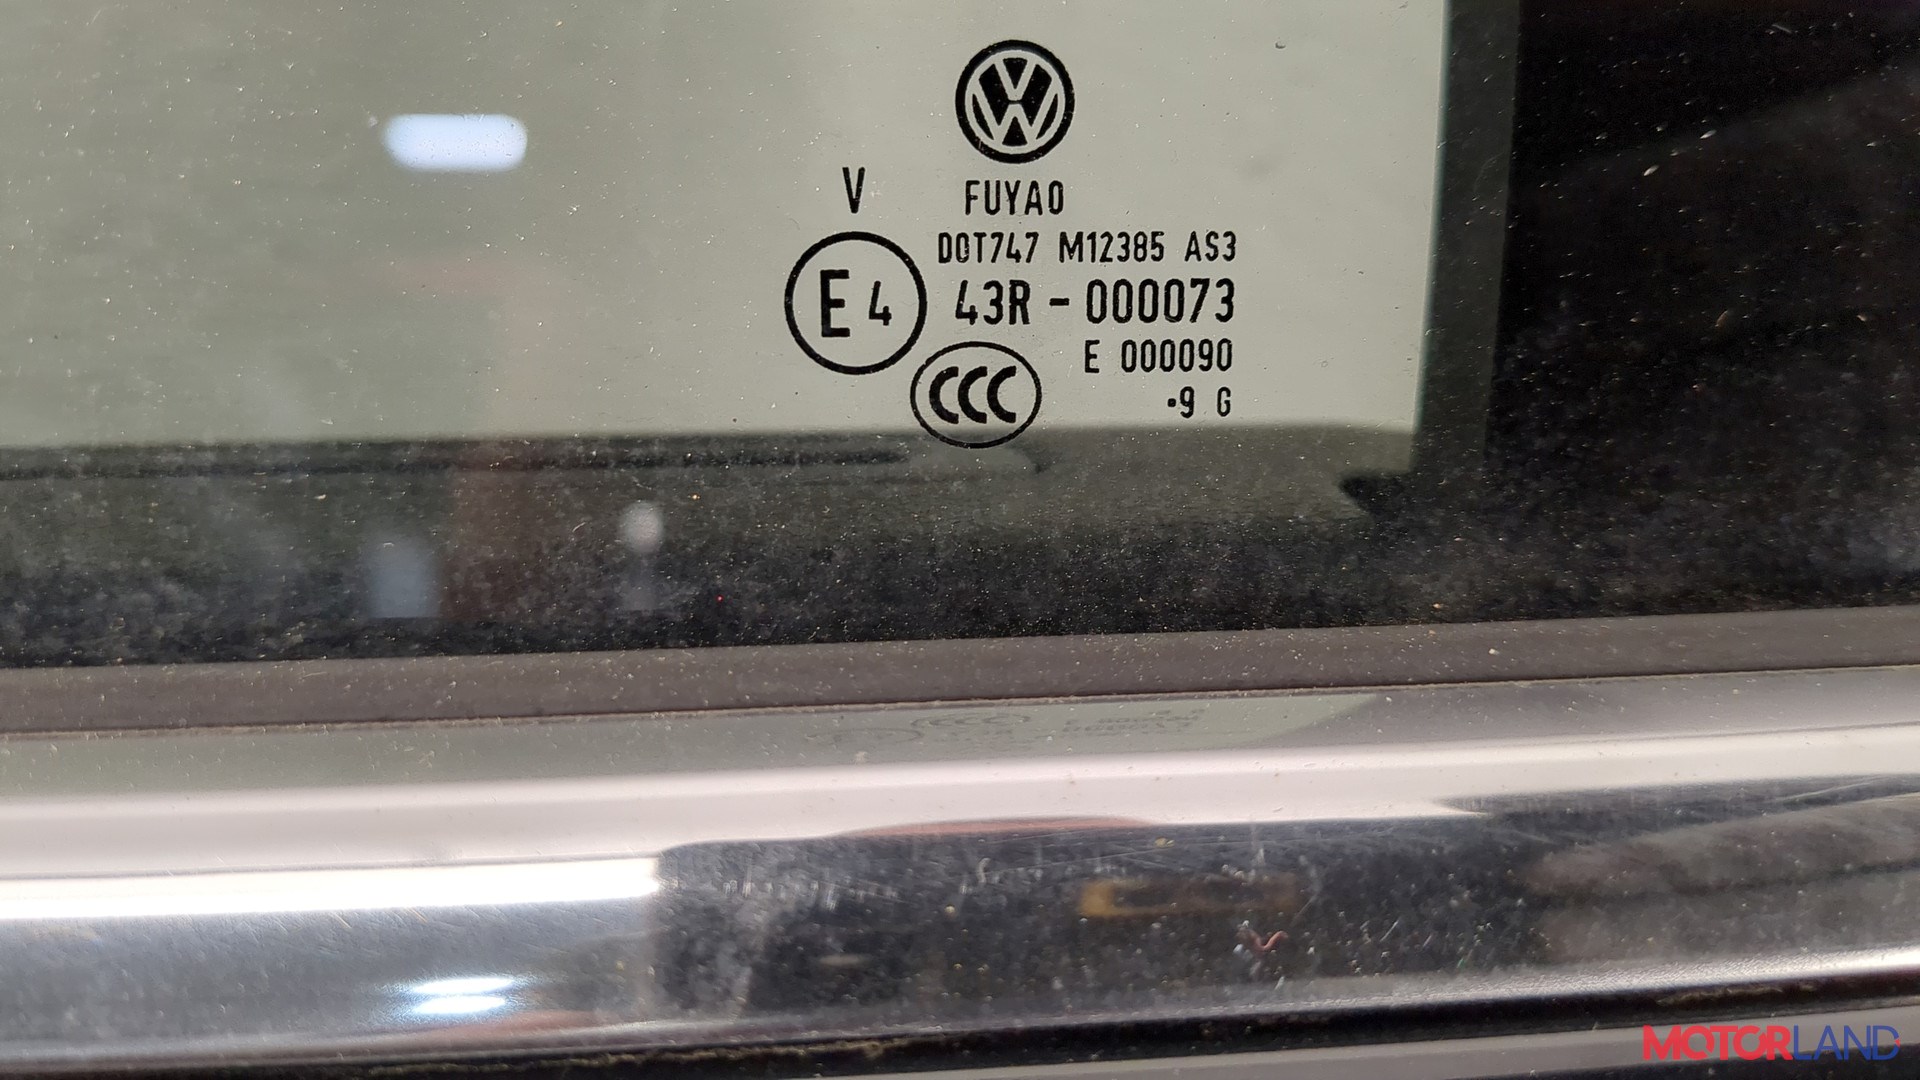 V
FUYAO
DOT747 M12385 AS3
E4 43R - 000073
E 000090
CCC
·9 G
MOTORLAND